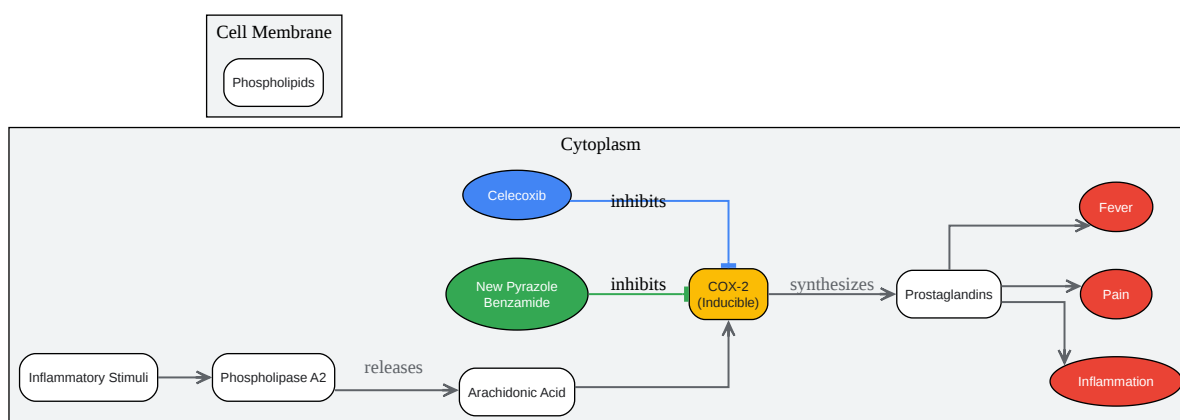 Cell Membrane
Phospholipids
Cytoplasm
Celecoxib
inhibits
Fever
New Pyrazole
Benzamide
inhibits
COX-2
(Inducible)
synthesizes
Prostaglandins
Pain
Inflammatory Stimuli
Phospholipase A2
releases
Arachidonic Acid
Inflammation